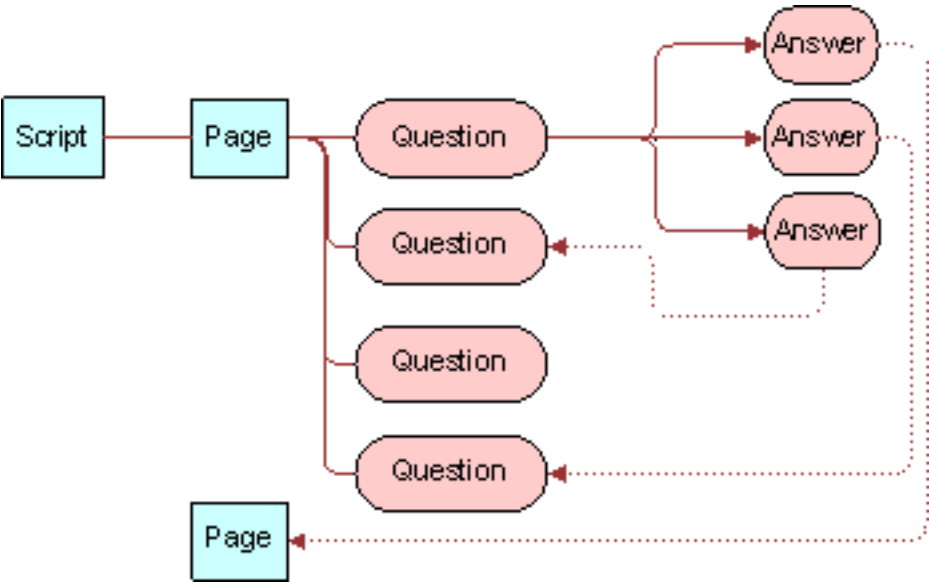 Answer
Script
Page
Question
Answer
Question
Answer
Question
Question
Page